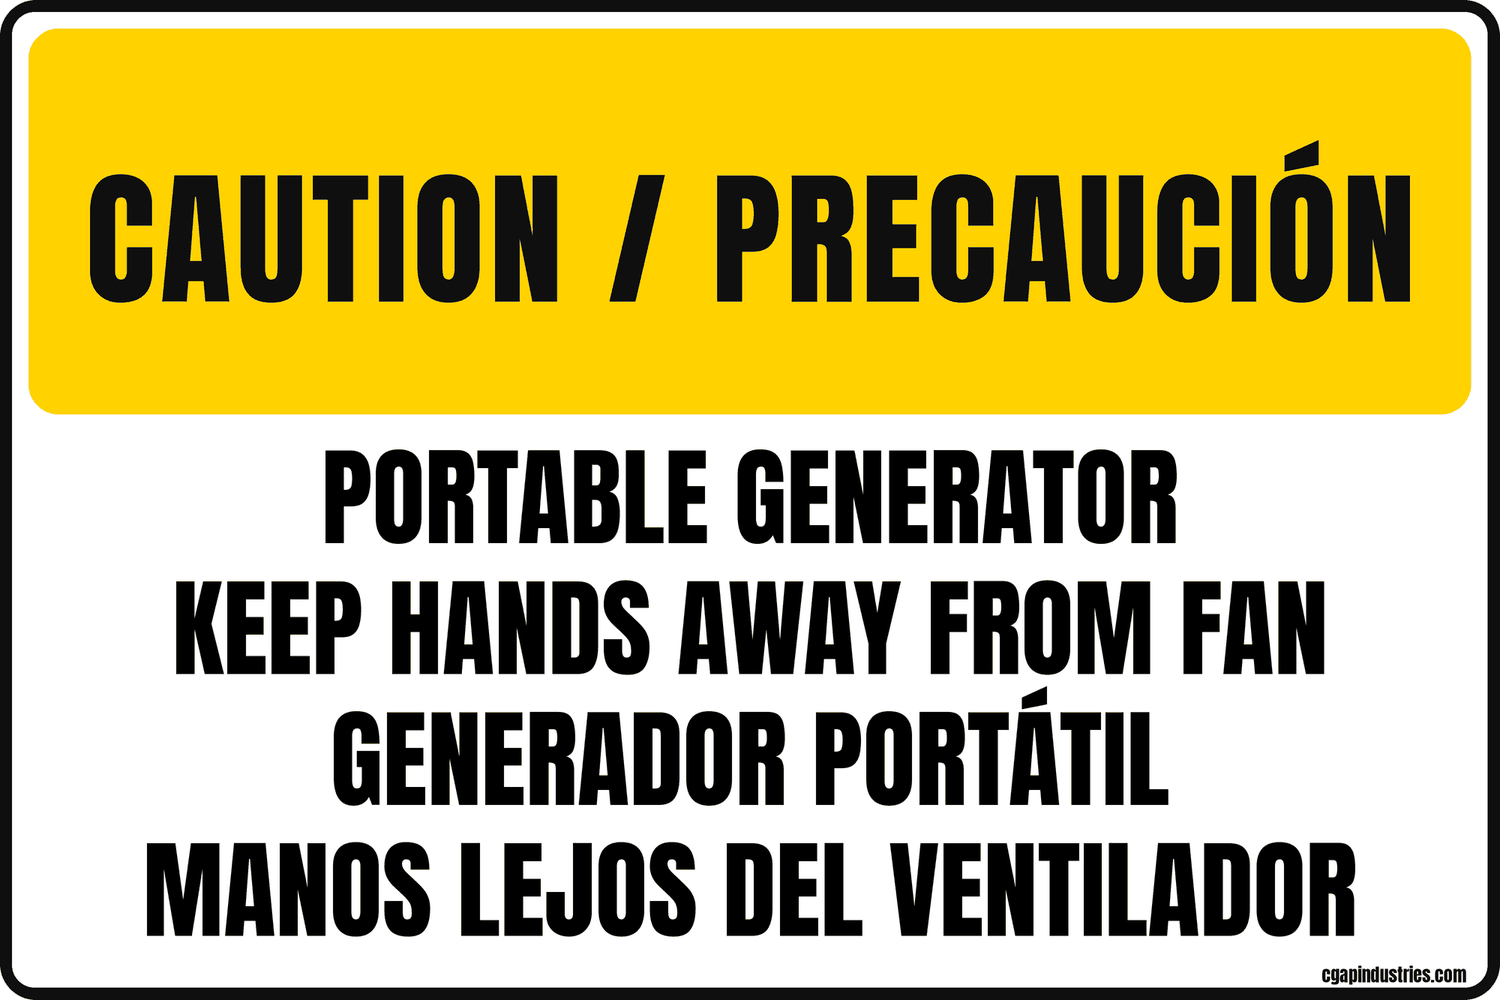 CAUTION / PRECAUCIÓN
PORTABLE GENERATOR
KEEP HANDS AWAY FROM FAN
GENERADOR PORTÁTIL
MANOS LEJOS DEL VENTILADOR
cgapindustries.com